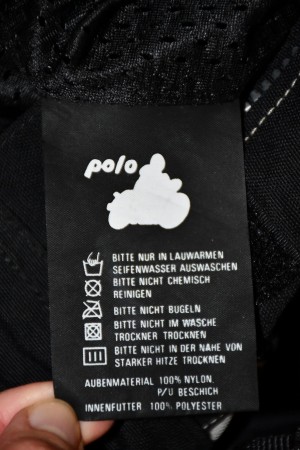 polo
BITTE NUR IN LAUWARMEN
SEIFENWASSER AUSWASCHEN
BITTE NICHT CHEMISCH
REINIGEN
BITTE NICHT BUGELN
BITTE NICHT IM WASCHE
TROCKNER TROCKNEN
BITTE NICHT IN DER NAHE VON
STARKER HITZE TROCKNEN
AUBENMATERIAL 100% NYLON.
P/U BESCHICH
INNENFUTTER 100% POLYESTER